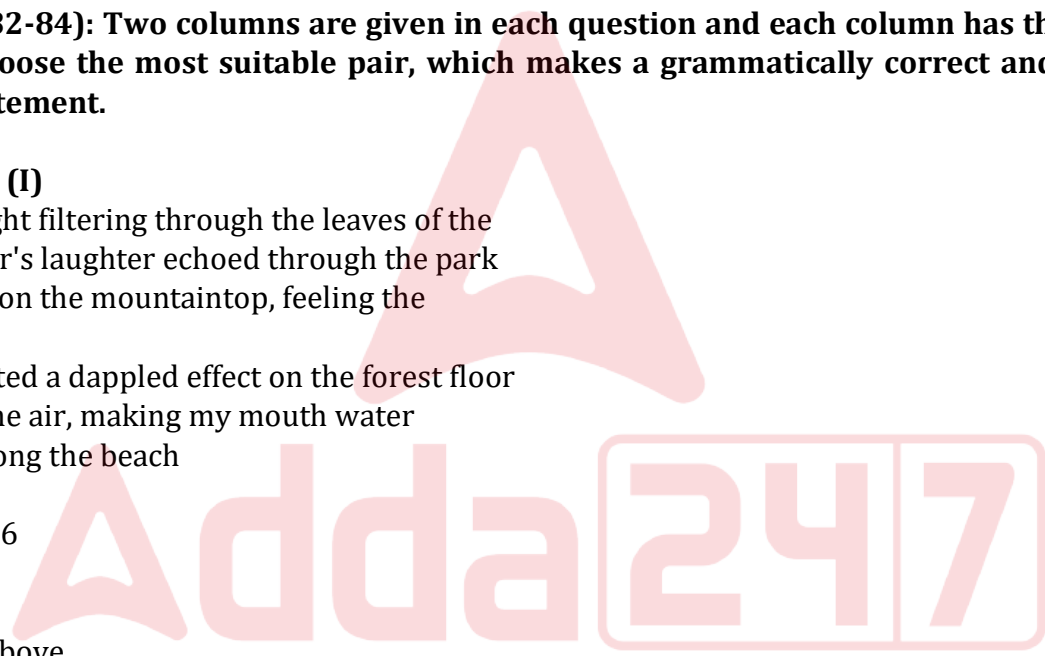 32-84): Two columns are given in each question and each column has th
oose the most suitable pair, which makes a grammatically correct and
tement.
(I)
ght filtering through the leaves of the
r's laughter echoed through the park
on the mountaintop, feeling the
ted a dappled effect on the forest floor
ne air, making my mouth water
ong the beach
6
bove
Adda247